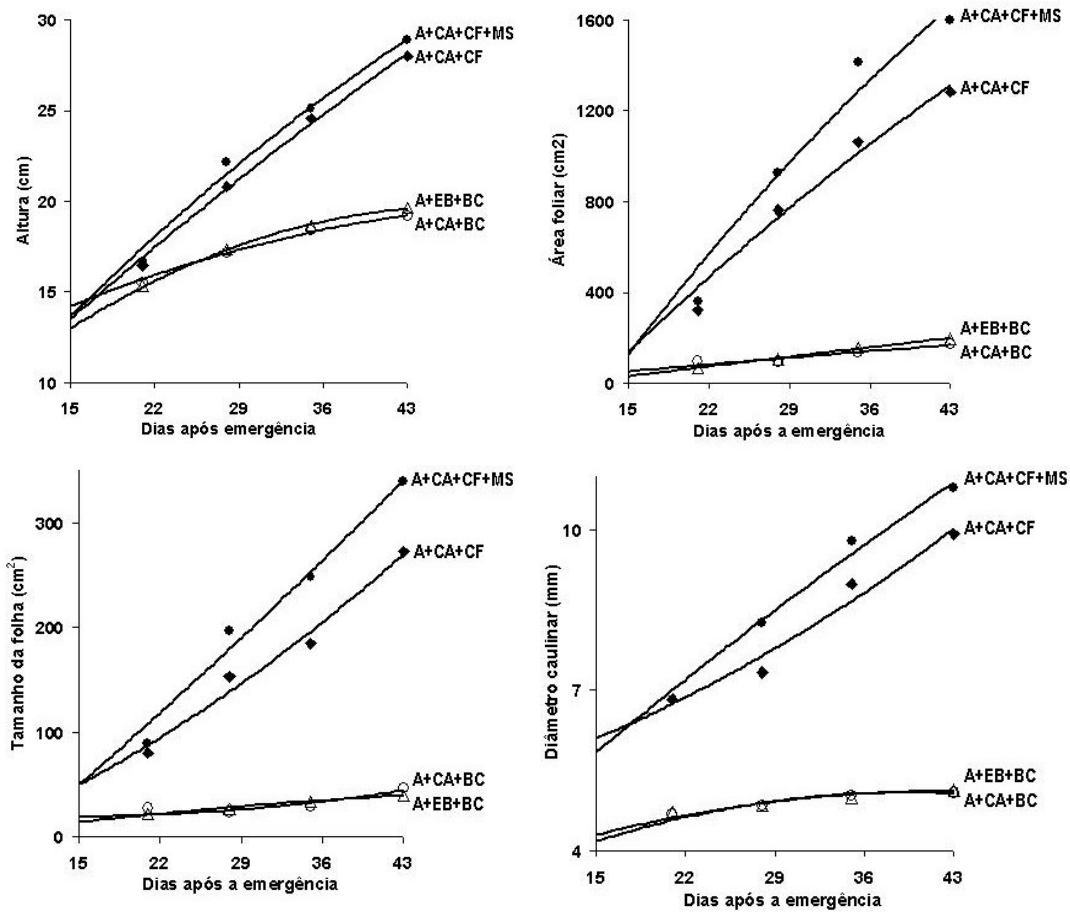 30
25
20
15
10
Altura (cm)
A+CA+CF+MS
A+CA+CF
A+EB+BC
A+CA+BC
15 22 29 36 43
Dias após emergência
1600
1200
800
400
0
Área foliar (cm2)
A+CA+CF+MS
A+CA+CF
A+EB+BC
A+CA+BC
15 22 29 36 43
Dias após a emergência
300
200
100
0
Tamanho da folha (cm²)
A+CA+CF+MS
A+CA+CF
A+CA+BC
A+EB+BC
15 22 29 36 43
Dias após a emergência
10
7
4
Diâmetro caulinar (mm)
A+CA+CF+MS
A+CA+CF
A+EB+BC
A+CA+BC
15 22 29 36 43
Dias após a emergência